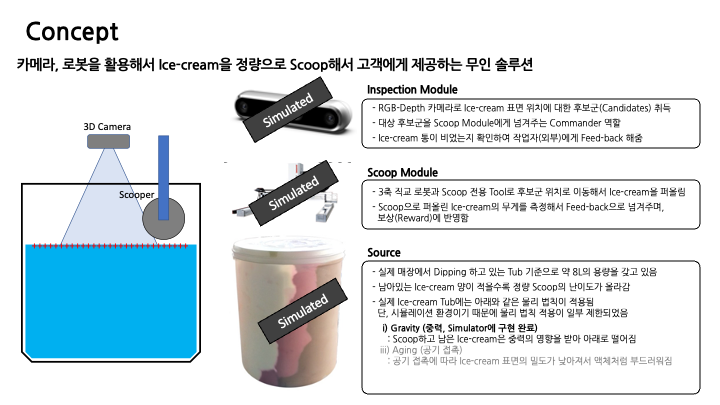 Concept
카메라, 로봇을 활용해서 Ice-cream을 정량으로 Scoop해서 고객에게 제공하는 무인 솔루션
3D Camera
Scooper
Simulated
Simulated
Simulated
Inspection Module
- RGB-Depth 카메라로 Ice-cream 표면 위치에 대한 후보군(Candidates) 취득
- 대상 후보군을 Scoop Module에게 넘겨주는 Commander 역할
- Ice-cream 통이 비었는지 확인하여 작업자(외부)에게 Feed-back 해줌
Scoop Module
- 3축 직교 로봇과 Scoop 전용 Tool로 후보군 위치로 이동해서 Ice-cream을 퍼올림
- Scoop으로 퍼올린 Ice-cream의 무게를 측정해서 Feed-back으로 넘겨주며,
보상(Reward)에 반영함
Source
- 실제 매장에서 Dipping 하고 있는 Tub 기준으로 약 8L의 용량을 갖고 있음
- 남아있는 Ice-cream 양이 적을수록 정량 Scoop의 난이도가 올라감
- 실제 Ice-cream Tub에는 아래와 같은 물리 법칙이 적용됨
단, 시뮬레이션 환경이기 때문에 물리 법칙 적용이 일부 제한되었음
i) Gravity (중력, Simulator에 구현 완료)
: Scoop하고 남은 Ice-cream은 중력의 영향을 받아 아래로 떨어짐
iii) Aging (공기 접촉)
: 공기 접촉에 따라 Ice-cream 표면의 밀도가 낮아져서 액체처럼 부드러워짐